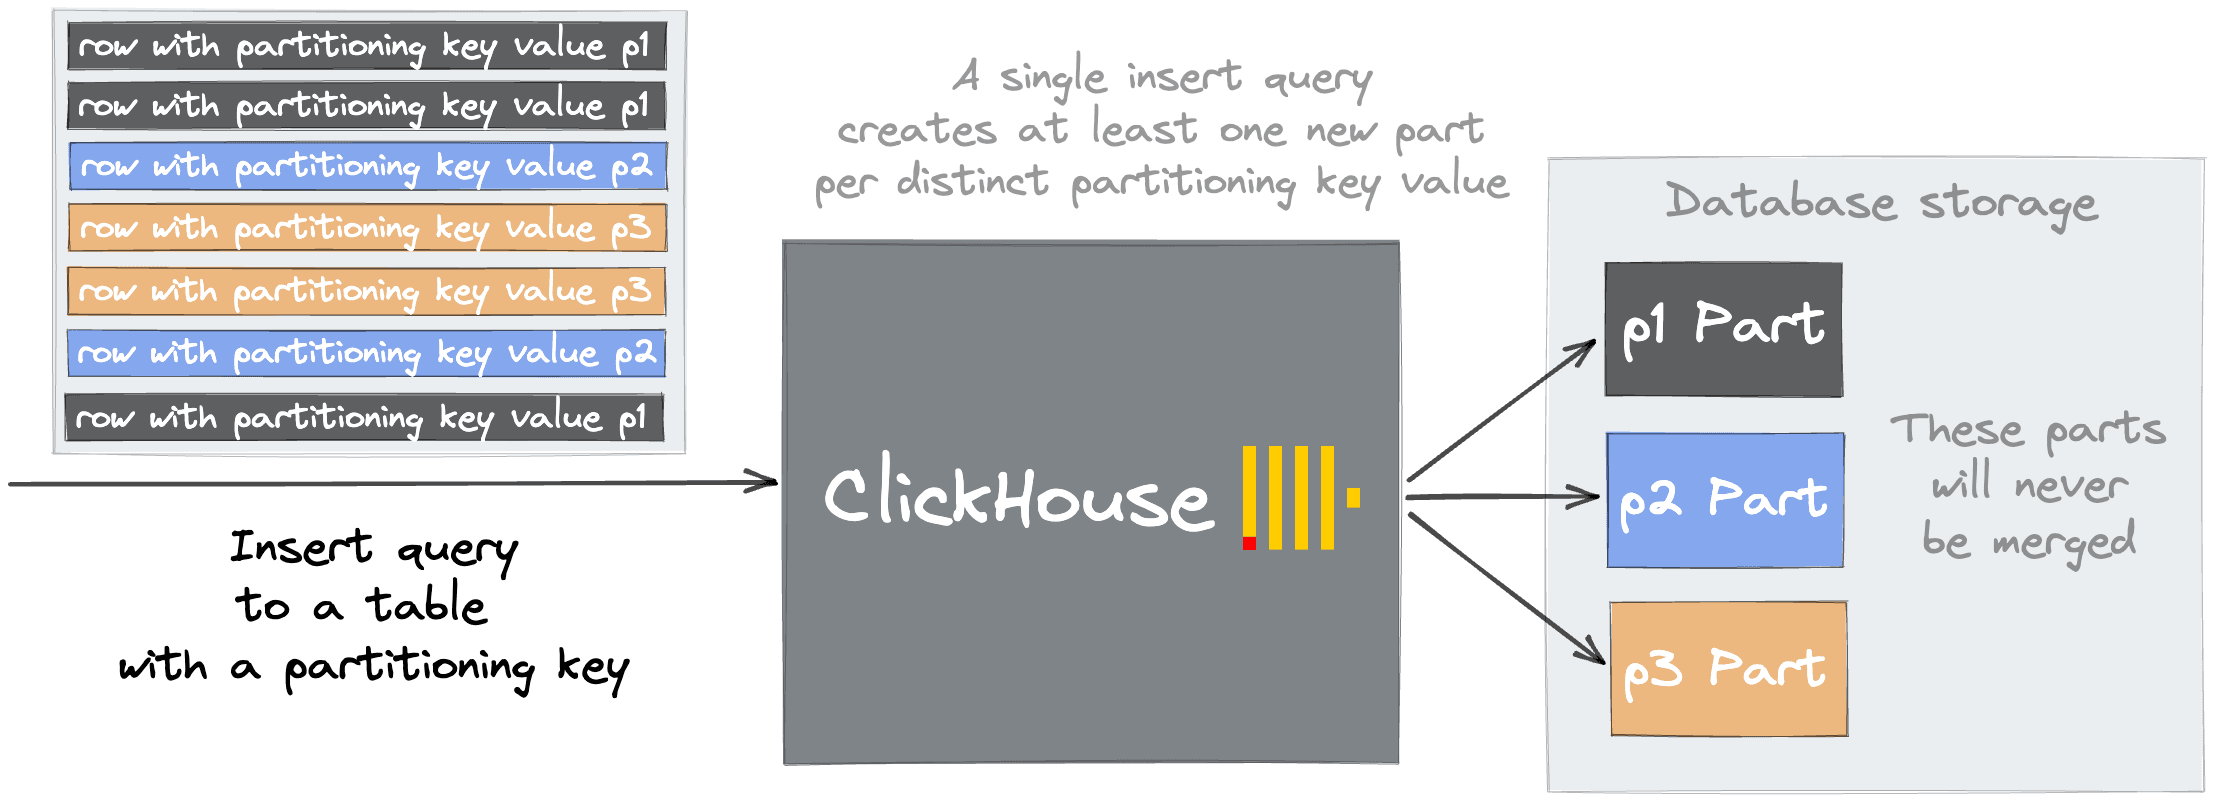 row with partitioning key value p1
row with partitioning key value p1
row with partitioning key value p2
row with partitioning key value p3
row with partitioning key value p3
row with partitioning key value p2
row with partitioning key value p1
Insert query
to a table
with a partitioning key
A single insert query
creates at least one new part
per distinct partitioning key value
ClickHouse
Database storage
p1 Part
p2 Part
p3 Part
These parts
will never
be merged